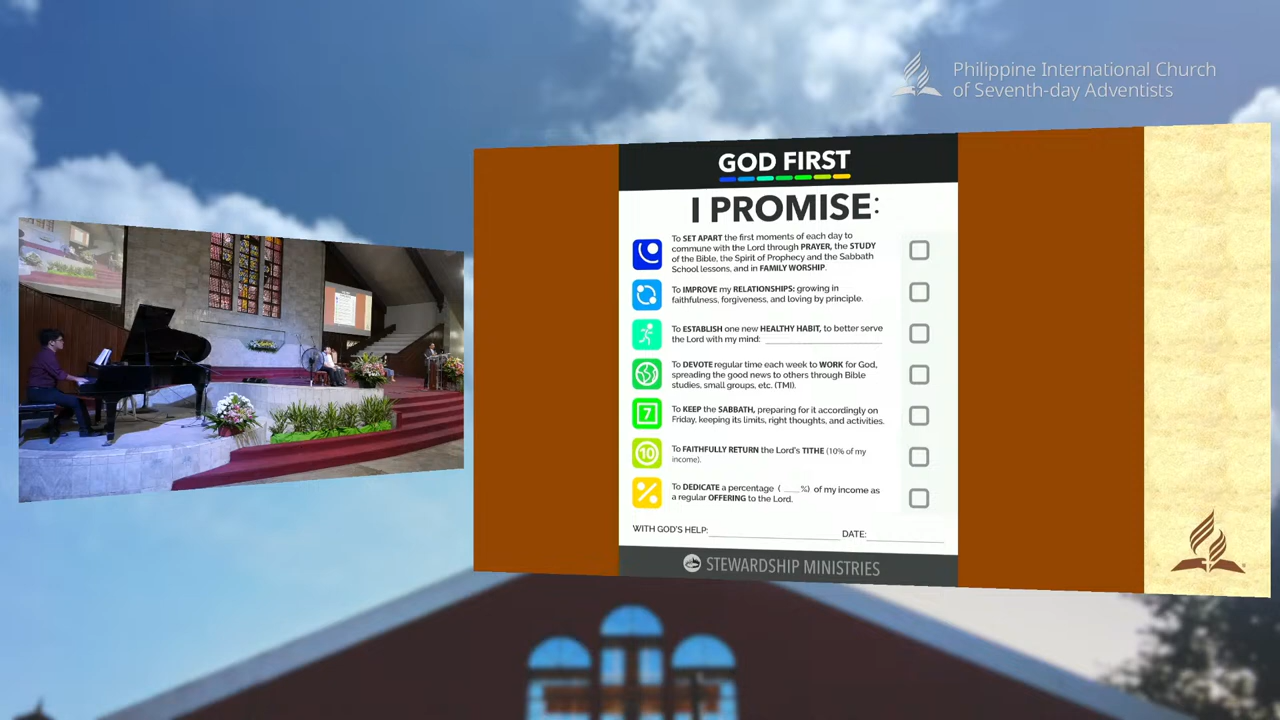 Philippine International Church
of Seventh-day Adventists
GOD FIRST
I PROMISE:
To SET APART the first moments of each day to
commune with the Lord through PRAYER, the STUDY
of the Bible, the Spirit of Prophecy and the Sabbath
School lessons, and in FAMILY WORSHIP.
To IMPROVE my RELATIONSHIPS: growing in
faithfulness, forgiveness, and loving by principle.
To ESTABLISH one new HEALTHY HABIT, to better serve
the Lord with my mind:
To DEVOTE regular time each week to WORK for God,
spreading the good news to others through Bible
studies, small groups, etc. (TMI).
7
To KEEP the SABBATH, preparing for it accordingly on
Friday, keeping its limits, right thoughts, and activities.
10
To FAITHFULLY RETURN the Lord's TITHE (10% of my
income).
%
To DEDICATE a percentage ( ___%) of my income as
a regular OFFERING to the Lord.
WITH GOD'S HELP: DATE:
STEWARDSHIP MINISTRIES